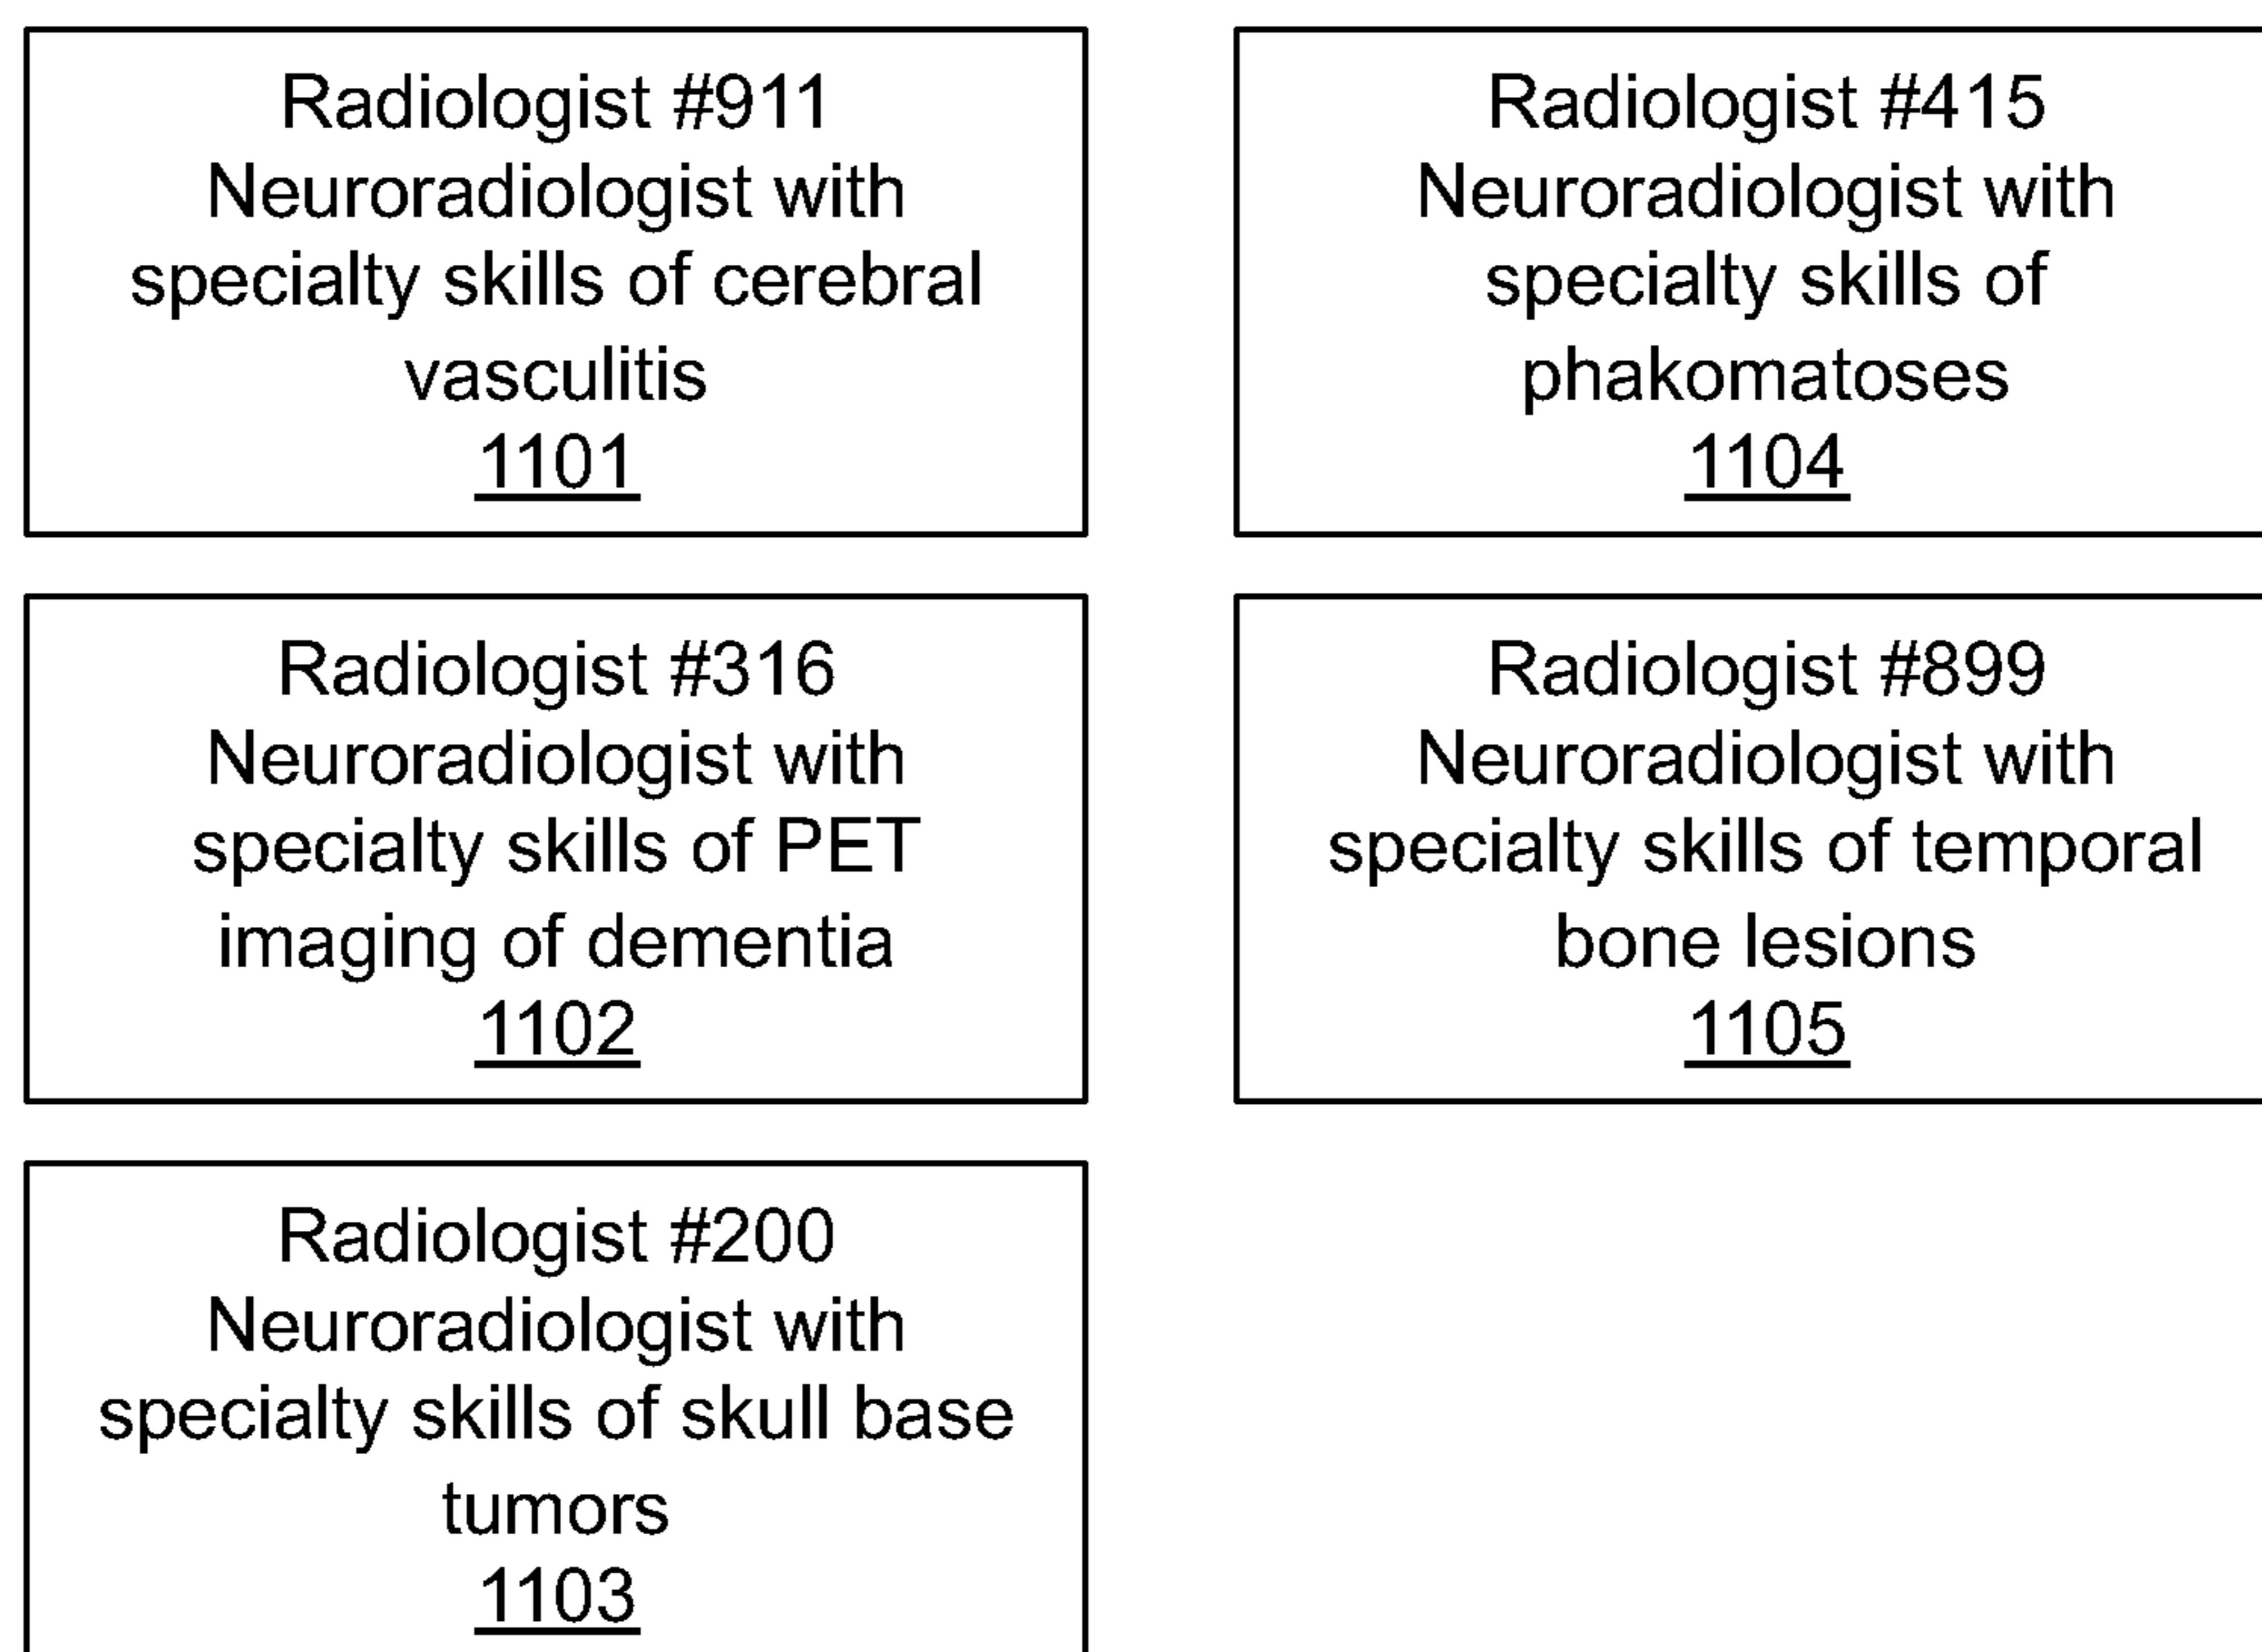 Radiologist #911
Neuroradiologist with
specialty skills of cerebral
vasculitis
1101
Radiologist #316
Neuroradiologist with
specialty skills of PET
imaging of dementia
1102
Radiologist #200
Neuroradiologist with
specialty skills of skull base
tumors
1103
Radiologist #415
Neuroradiologist with
specialty skills of
phakomatoses
1104
Radiologist #899
Neuroradiologist with
specialty skills of temporal
bone lesions
1105